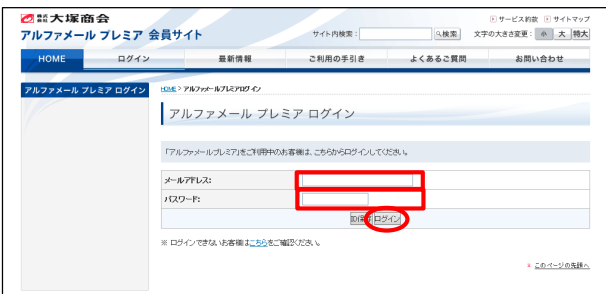 株式会社 大塚商会
サービス約款 サイトマップ
アルファメール プレミア 会員サイト
サイト内検索： 検索 文字の大きさ変更： 小 大 特大
HOME ログイン 最新情報 ご利用の手引き よくあるご質問 お問い合わせ
アルファメール プレミア ログイン
HOME > アルファメールプレミアログイン
アルファメール プレミア ログイン
「アルファメールプレミア」をご利用中のお客様は、こちらからログインしてください。
メールアドレス:
パスワード:
ログイン
※ ログインできないお客様はこちらをご確認ください。
このページの先頭へ